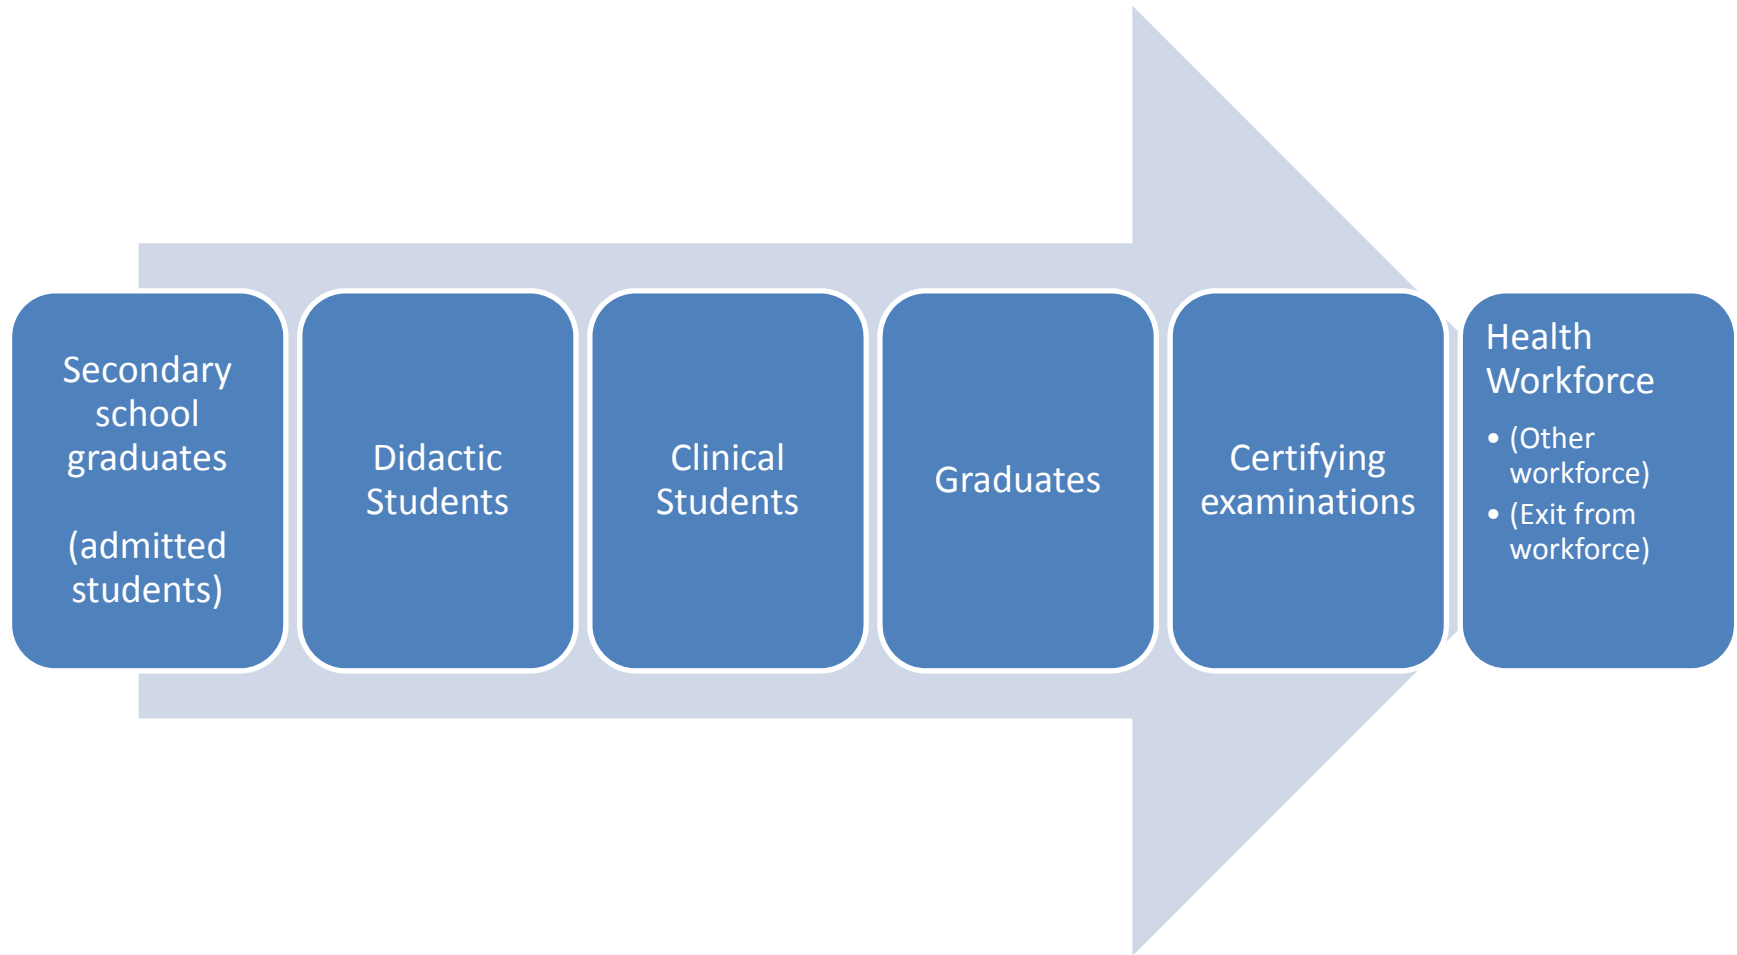 Secondary
school
graduates
(admitted
students)
Didactic
Students
Clinical
Students
Graduates
Certifying
examinations
Health
Workforce
• (Other
workforce)
• (Exit from
workforce)